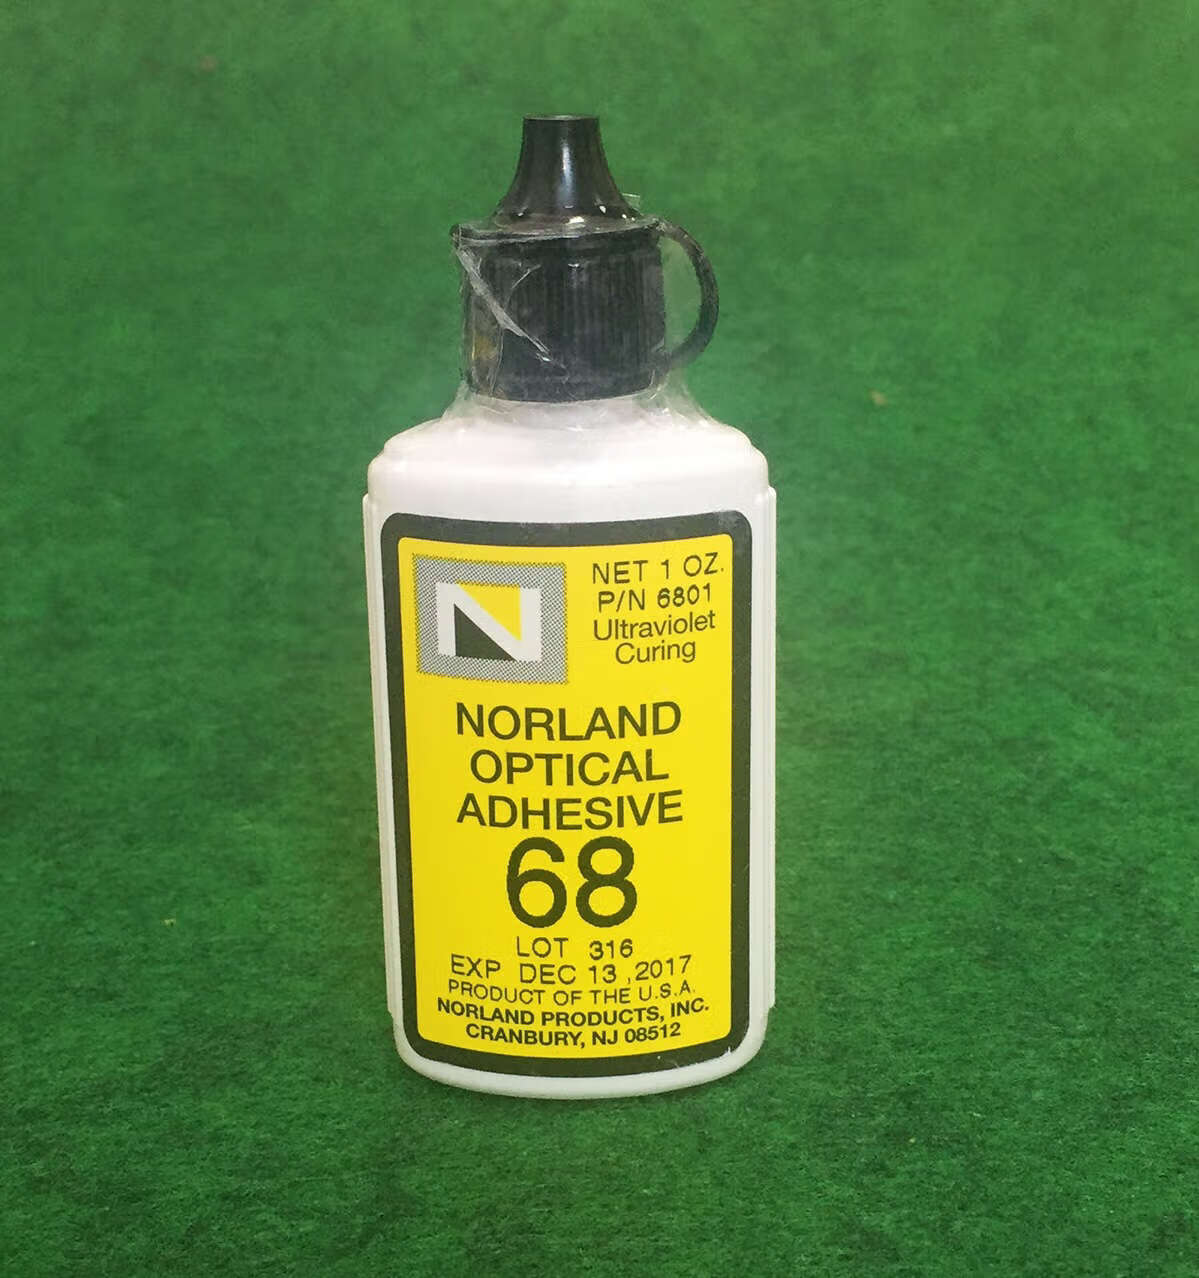 N
NET 1 OZ.
P/N 6801
Ultraviolet
Curing
NORLAND
OPTICAL
ADHESIVE
68
LOT 316
EXP DEC 13 ,2017
PRODUCT OF THE U.S.A.
NORLAND PRODUCTS, INC.
CRANBURY, NJ 08512